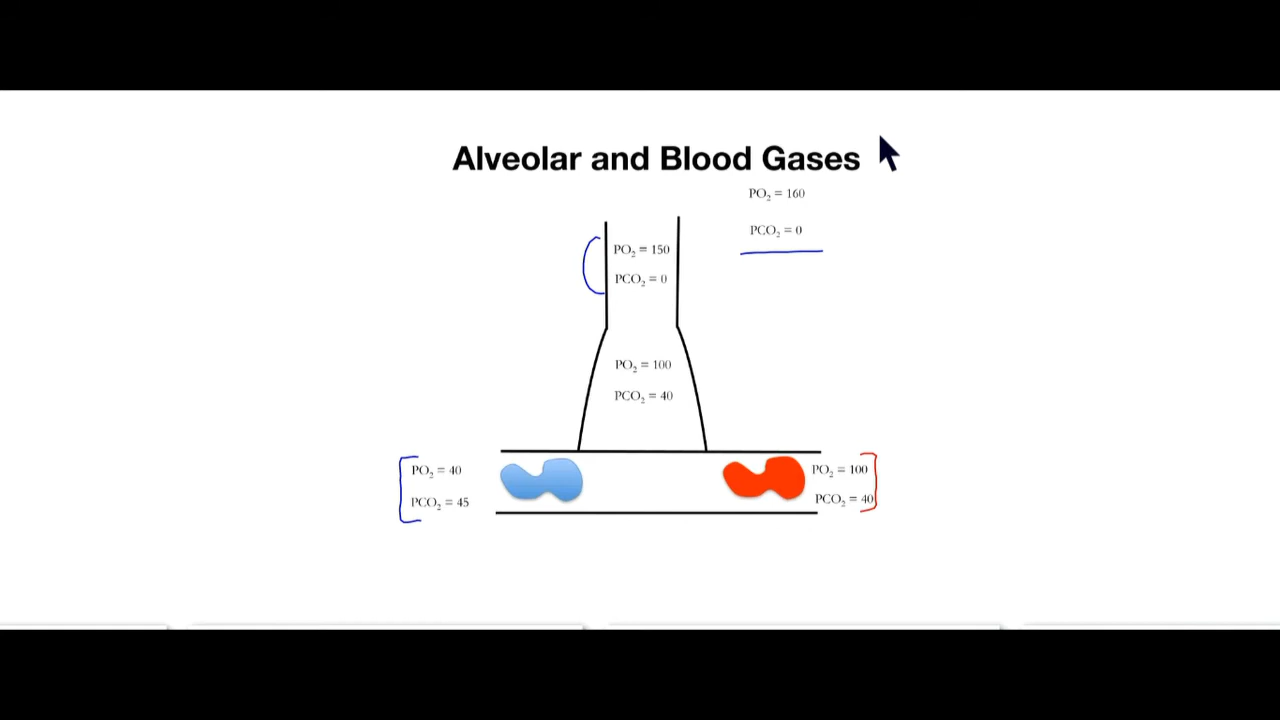 Alveolar and Blood Gases
PO₂ = 160
PCO₂ = 0
PO₂ = 150
PCO₂ = 0
PO₂ = 100
PCO₂ = 40
PO₂ = 40
PCO₂ = 45
PO₂ = 100
PCO₂ = 40